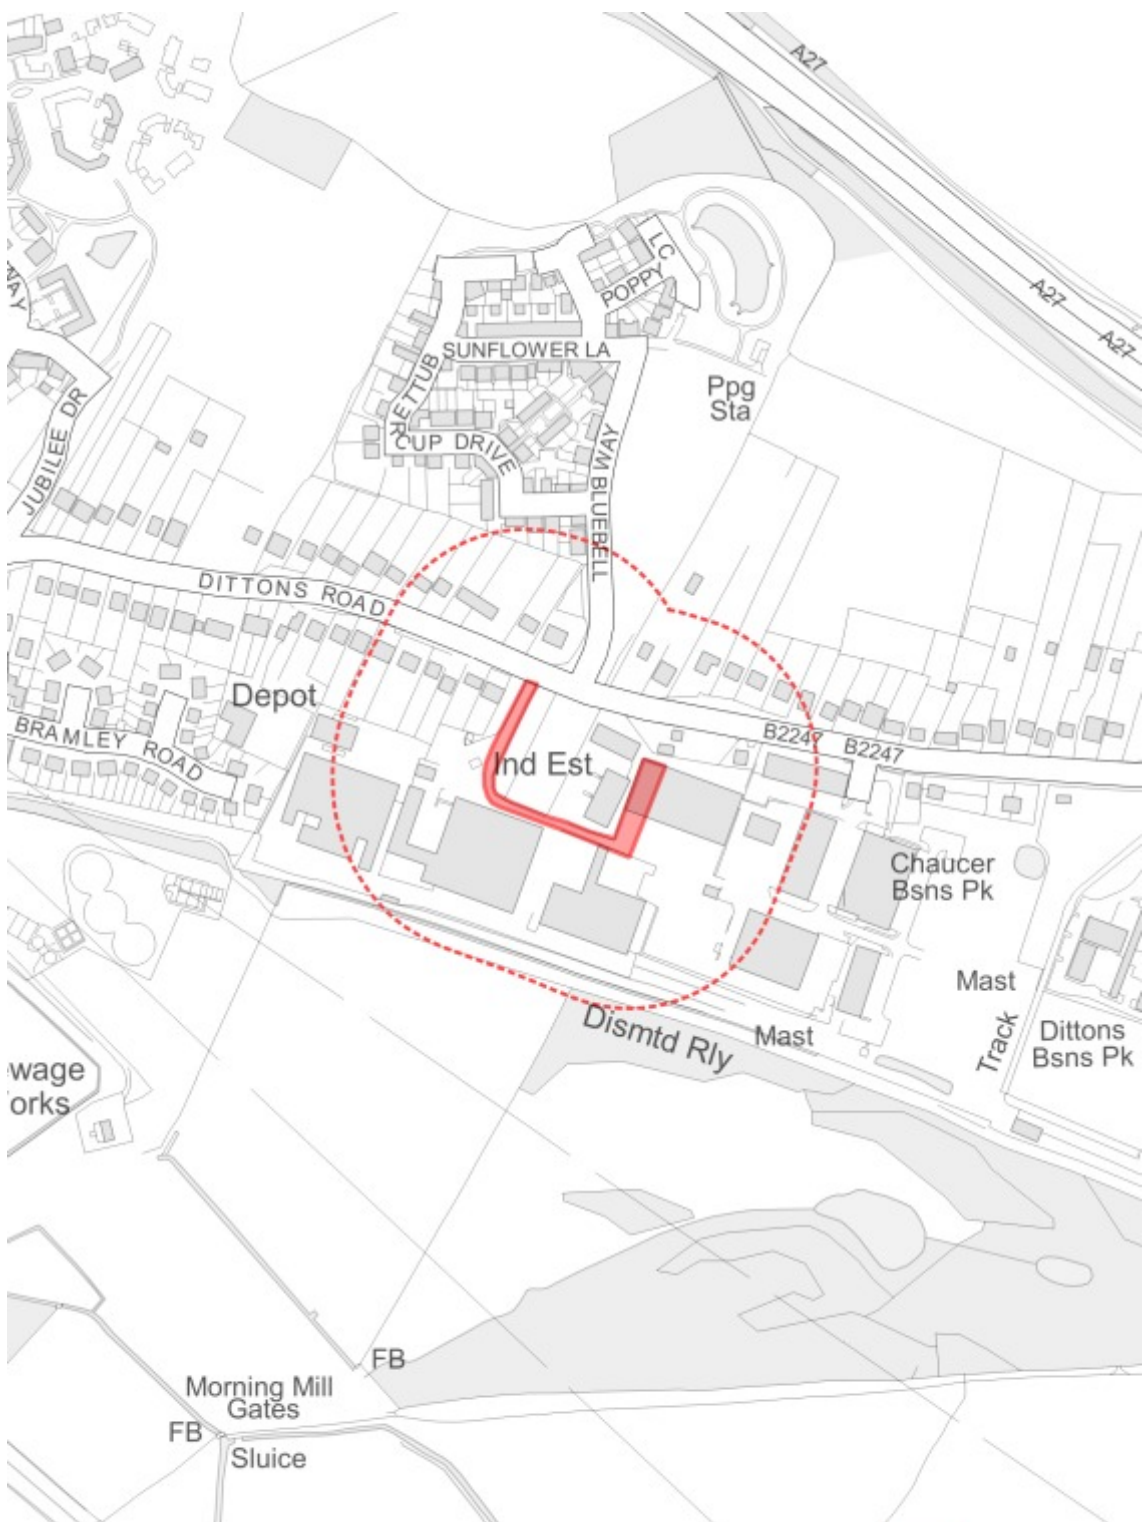 A27
LC
POPPY
WAY
A27
A27
SUNFLOWER LA
RETTUB
Ppg
Sta
JUBILEE DR
CUP DRIVE
BLUEBELL WAY
DITTONS ROAD
Depot
BRAMLEY ROAD
B2247
B2247
Ind Est
Chaucer
Bsns Pk
Mast
Dismtd Rly
Mast
Track
Dittons
Bsns Pk
wage
orks
FB
Morning Mill
Gates
FB
Sluice